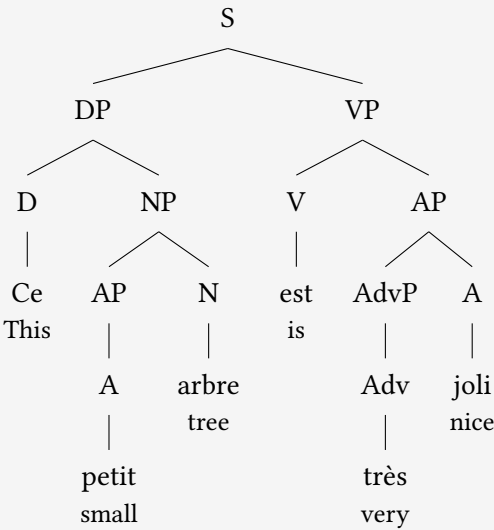 S
DP VP
D NP V AP
Ce AP N est AdvP A
This is
A arbre Adv joli
tree nice
petit très
small very